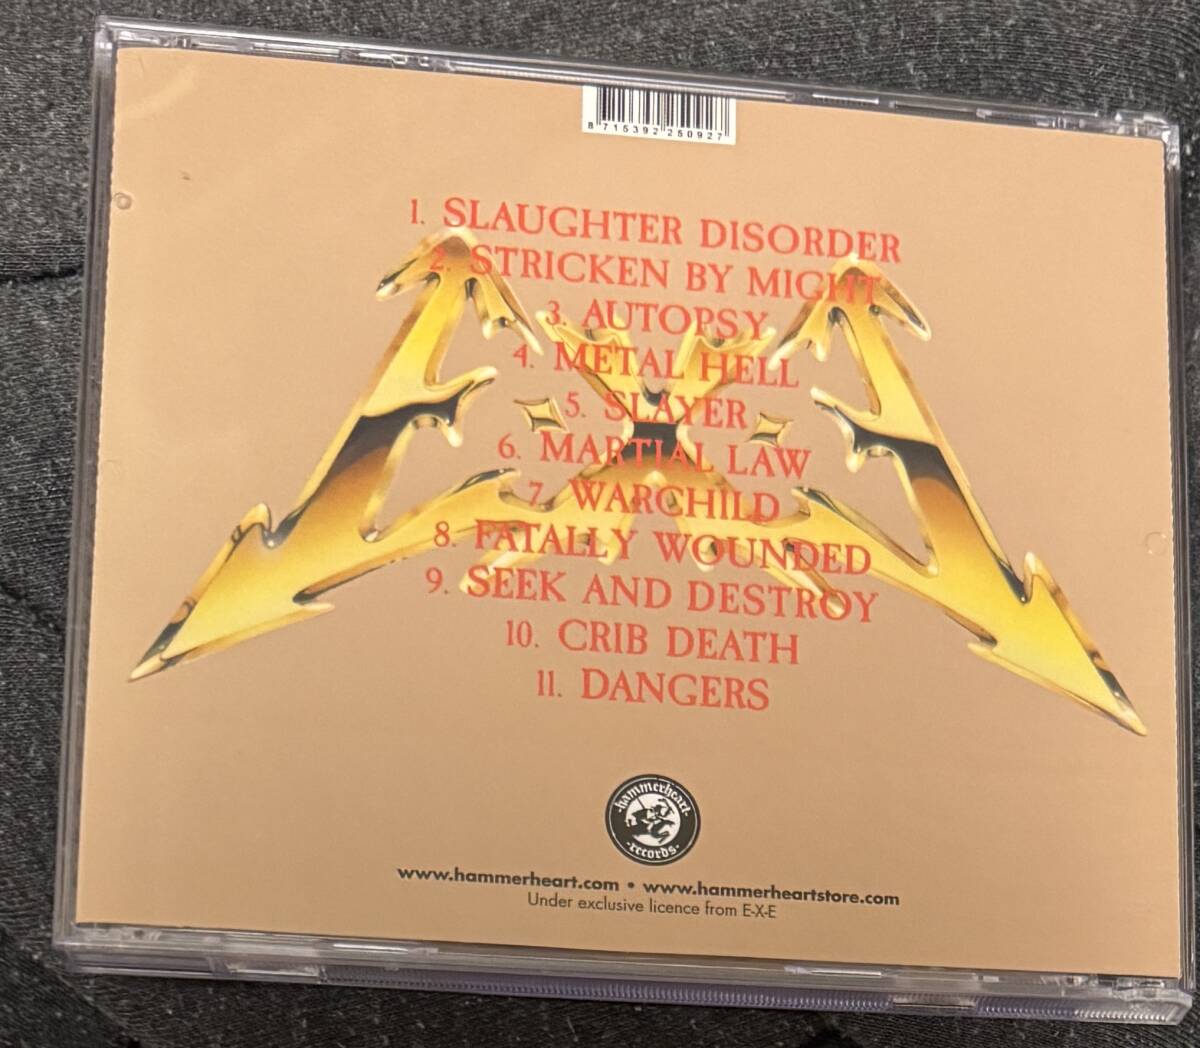 8 715392 250927
1. SLAUGHTER DISORDER
2. STRICKEN BY MIGHT
3. AUTOPSY
4. METAL HELL
5. SLAYER
6. MARTIAL LAW
7. WARCHILD
8. FATALLY WOUNDED
9. SEEK AND DESTROY
10. CRIB DEATH
11. DANGERS
·hammerheart·
·records·
www.hammerheart.com • www.hammerheartstore.com
Under exclusive licence from E-X-E